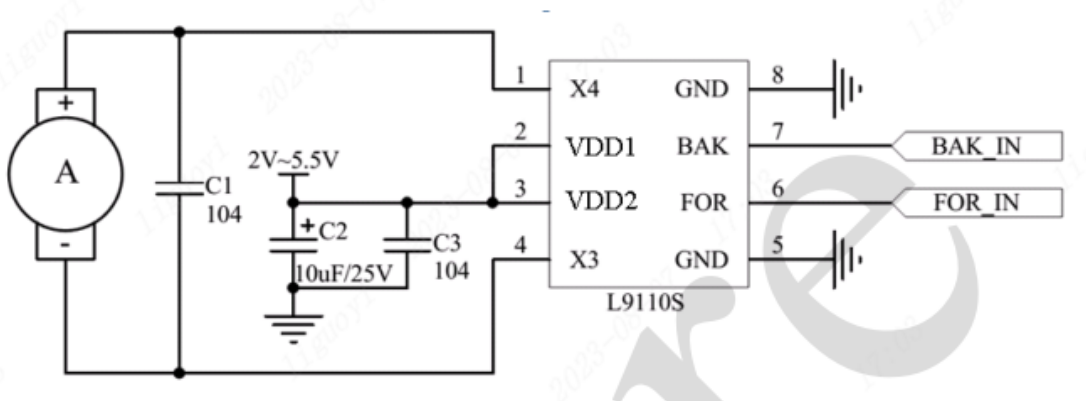 1 X4 GND 8
+
2 VDD1 BAK 7 BAK_IN
2V~5.5V
A C1
104
3 VDD2 FOR 6 FOR_IN
+ C2
C3
10uF/25V 104
4 X3 GND 5
-
L9110S